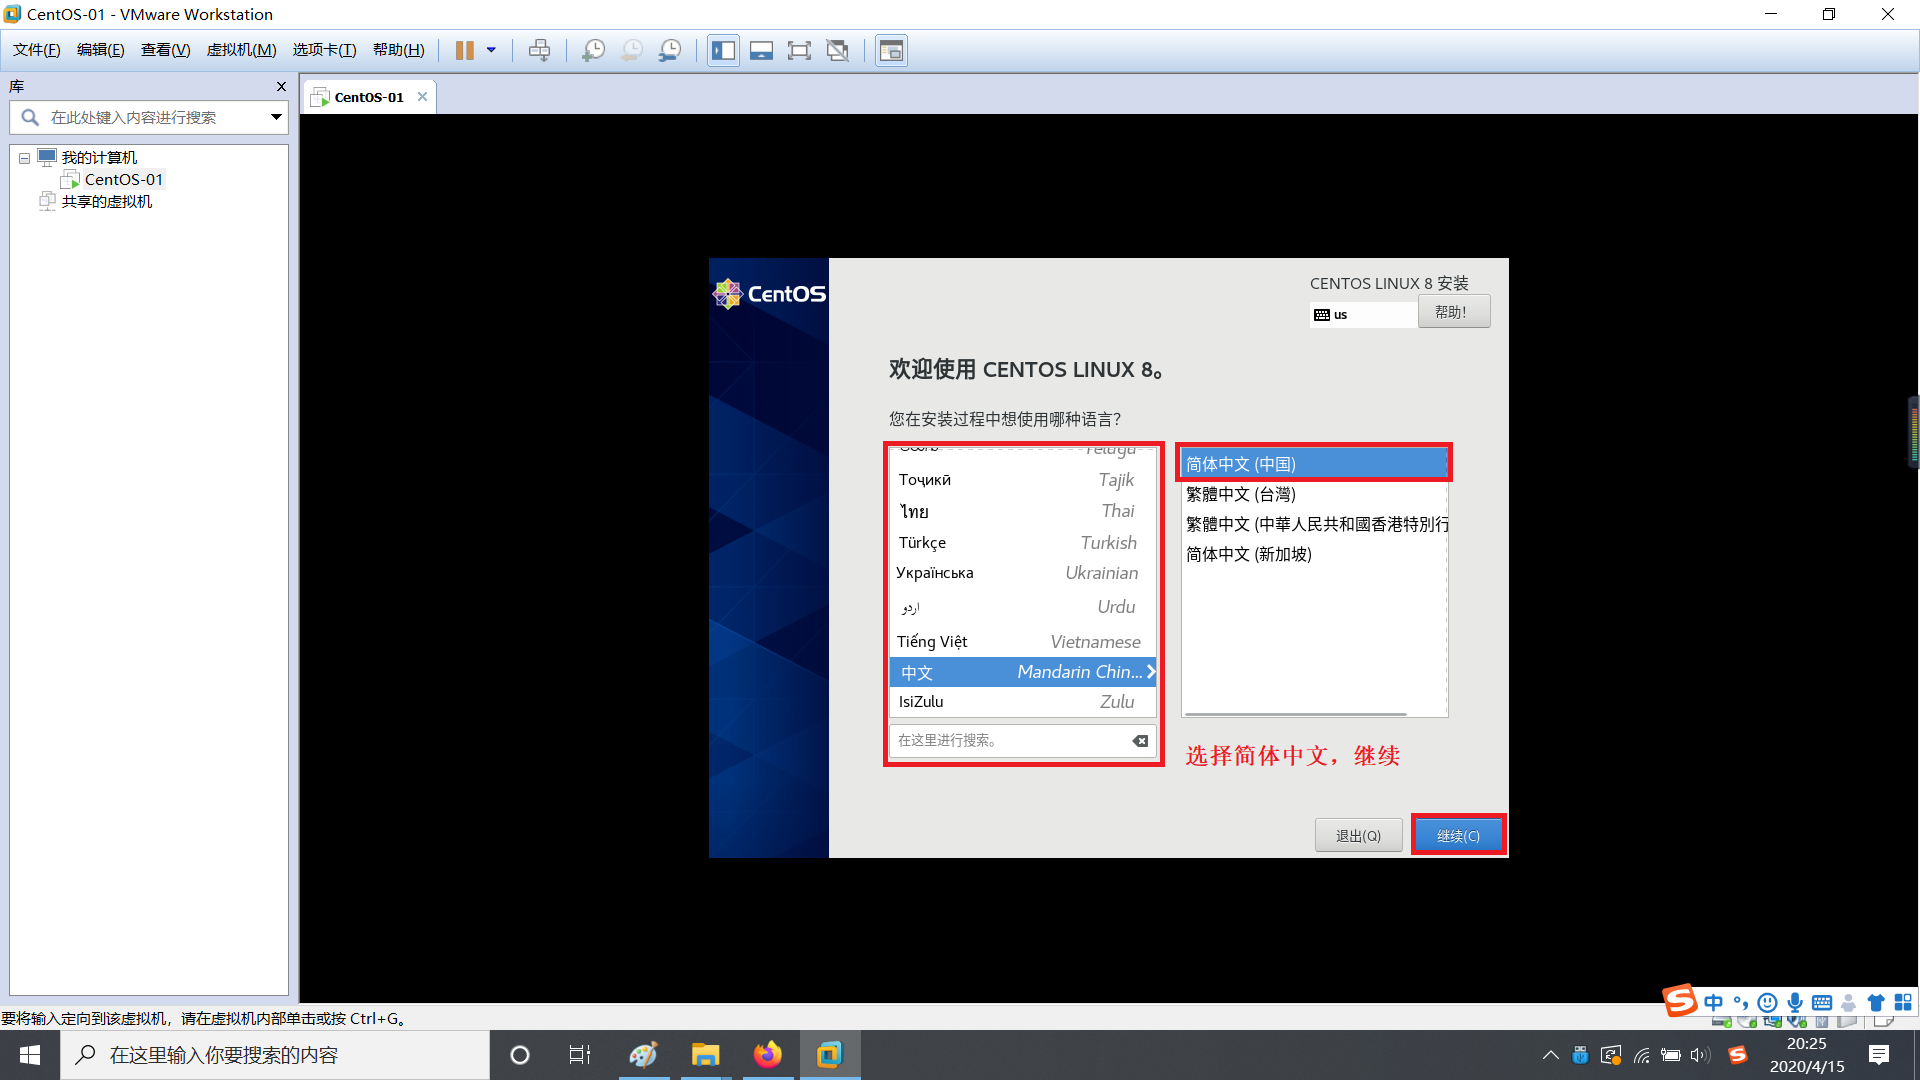 CentOS-01 - VMware Workstation
文件(F) 编辑(E) 查看(V) 虚拟机(M) 选项卡(T) 帮助(H)
库
CentOS-01
在此处键入内容进行搜索
我的计算机
CentOS-01
共享的虚拟机
CentOS
CENTOS LINUX 8 安装
us
帮助!
欢迎使用 CENTOS LINUX 8。
您在安装过程中想使用哪种语言?
Telugu
Тоҷикӣ Tajik
ไทย Thai
Türkçe Turkish
Українська Ukrainian
اردو Urdu
Tiếng Việt Vietnamese
中文 Mandarin Chin...
IsiZulu Zulu
在这里进行搜索。
简体中文 (中国)
繁體中文 (台灣)
繁體中文 (中華人民共和國香港特別行
简体中文 (新加坡)
选择简体中文，继续
退出(Q)
继续(C)
中
要将输入定向到该虚拟机，请在虚拟机内部单击或按 Ctrl+G。
在这里输入你要搜索的内容
20:25
2020/4/15